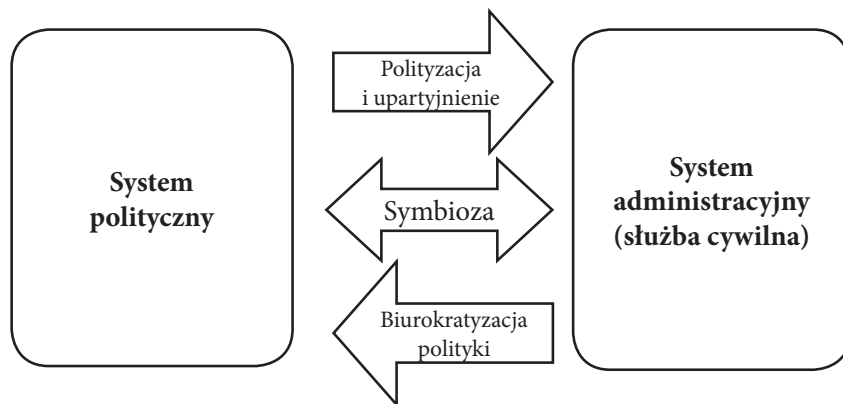 System
polityczny
Polityzacja
i upartyjnienie
Symbioza
Biurokratyzacja
polityki
System
administracyjny
(służba cywilna)